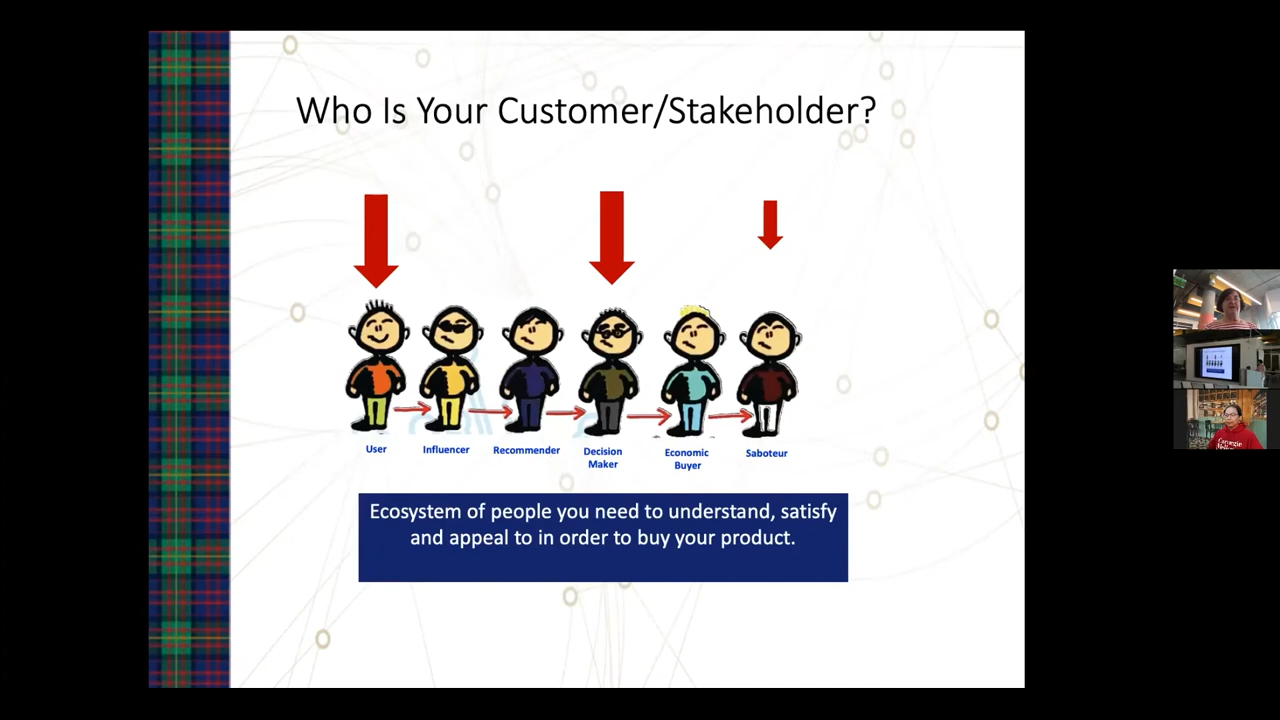 Who Is Your Customer/Stakeholder?
User
Influencer
Recommender
Decision
Maker
Economic
Buyer
Saboteur
Ecosystem of people you need to understand, satisfy
and appeal to in order to buy your product.
Carnegie